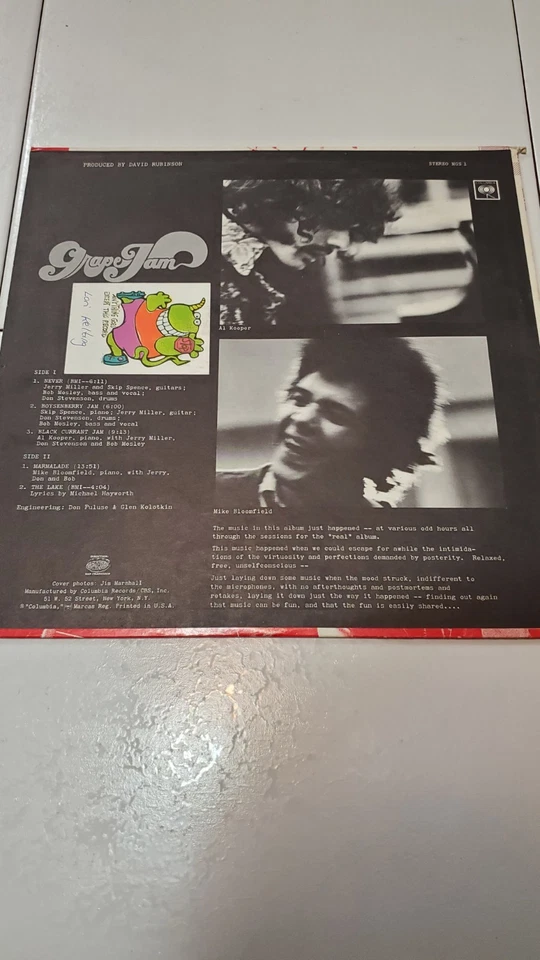 PRODUCED BY DAVID RUBINSON
STEREO MGS 1
Grape Jam
Lon Helbig
Al Kooper
SIDE I
1. NEVER (BMI--6:11)
Jerry Miller and Skip Spence, guitars;
Bob Mosley, bass and vocal;
Don Stevenson, drums
2. BOYSENBERRY JAM (6:00)
Skip Spence, piano; Jerry Miller, guitar;
Don Stevenson, drums;
Bob Mosley, bass and vocal
3. BLACK CURRANT JAM (9:13)
Al Kooper, piano, with Jerry Miller,
Don Stevenson and Bob Mosley
SIDE II
1. MARMALADE (13:51)
Mike Bloomfield, piano, with Jerry,
Don and Bob
2. THE LAKE (BMI--4:04)
Lyrics by Michael Hayworth
Engineering: Don Puluse & Glen Kolotkin
Mike Bloomfield
The music in this album just happened -- at various odd hours all
through the sessions for the "real" album.
This music happened when we could escape for awhile the intimida-
tions of the virtuosity and perfections demanded by posterity. Relaxed,
free, unselfconscious --
Just laying down some music when the mood struck, indifferent to
the microphones, with no afterthoughts and postmortems and
retakes, laying it down just the way it happened -- finding out again
that music can be fun, and that the fun is easily shared....
Cover photos: Jim Marshall
Manufactured by Columbia Records/CBS, Inc.
51 W. 52 Street, New York, N.Y.
® "Columbia," Marcas Reg. Printed in U.S.A.